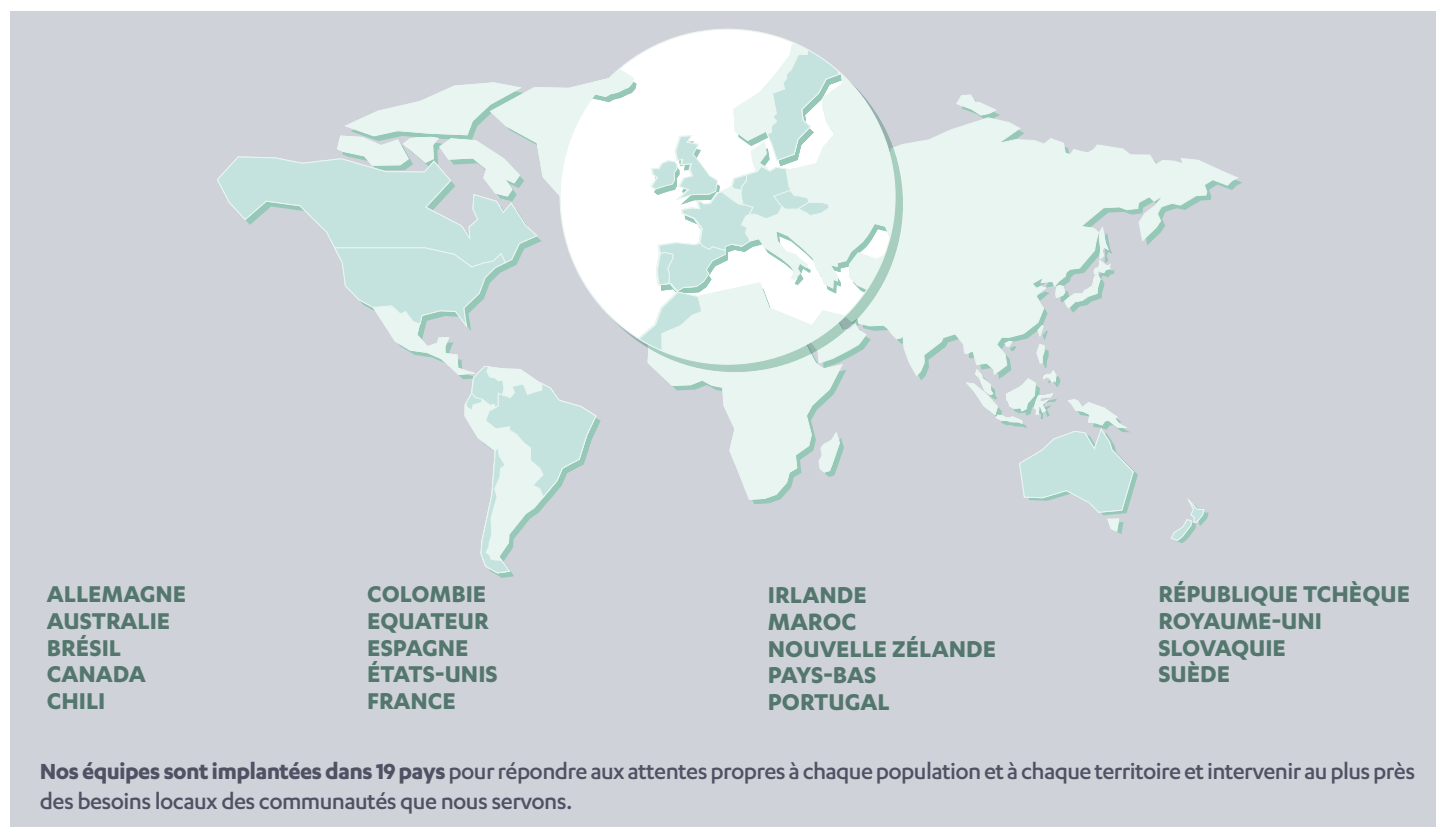 ALLEMAGNE
AUSTRALIE
BRÉSIL
CANADA
CHILI
COLOMBIE
EQUATEUR
ESPAGNE
ÉTATS-UNIS
FRANCE
IRLANDE
MAROC
NOUVELLE ZÉLANDE
PAYS-BAS
PORTUGAL
RÉPUBLIQUE TCHÈQUE
ROYAUME-UNI
SLOVAQUIE
SUÈDE
Nos équipes sont implantées dans 19 pays pour répondre aux attentes propres à chaque population et à chaque territoire et intervenir au plus près
des besoins locaux des communautés que nous servons.